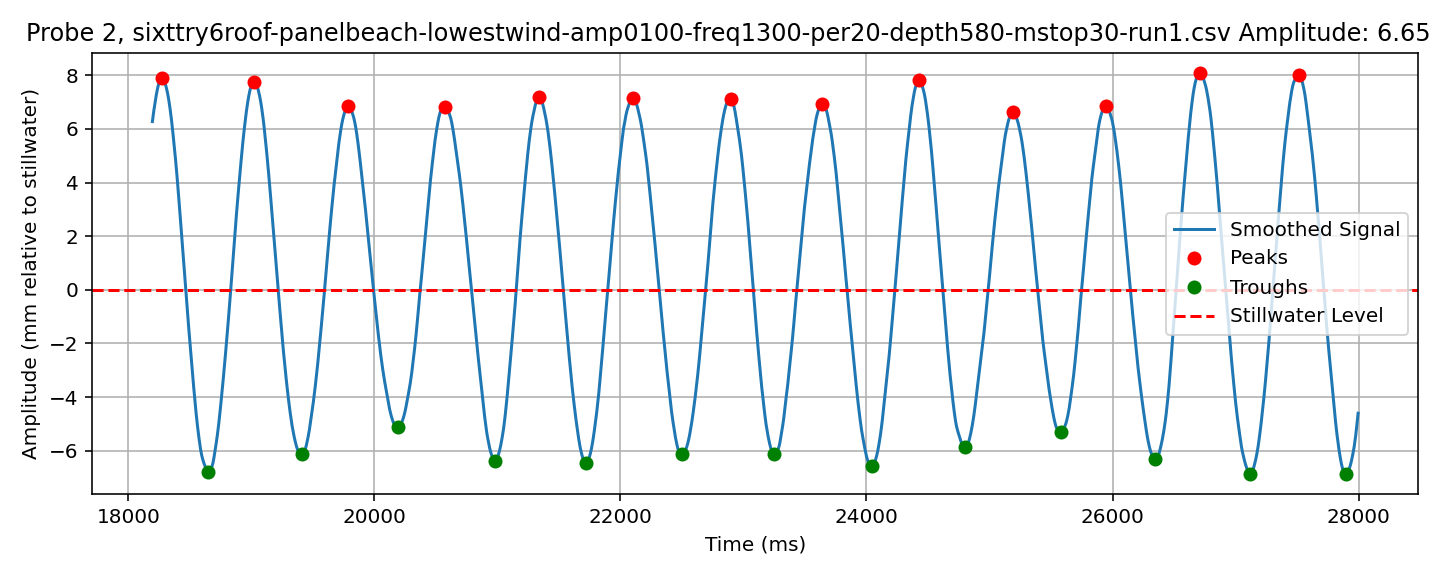 Probe 2, sixttry6roof-panelbeach-lowestwind-amp0100-freq1300-per20-depth580-mstop30-run1.csv Amplitude: 6.65
Amplitude (mm relative to stillwater)
8
6
4
2
0
−2
−4
−6
Smoothed Signal
Peaks
Troughs
Stillwater Level
18000 20000 22000 24000 26000 28000
Time (ms)